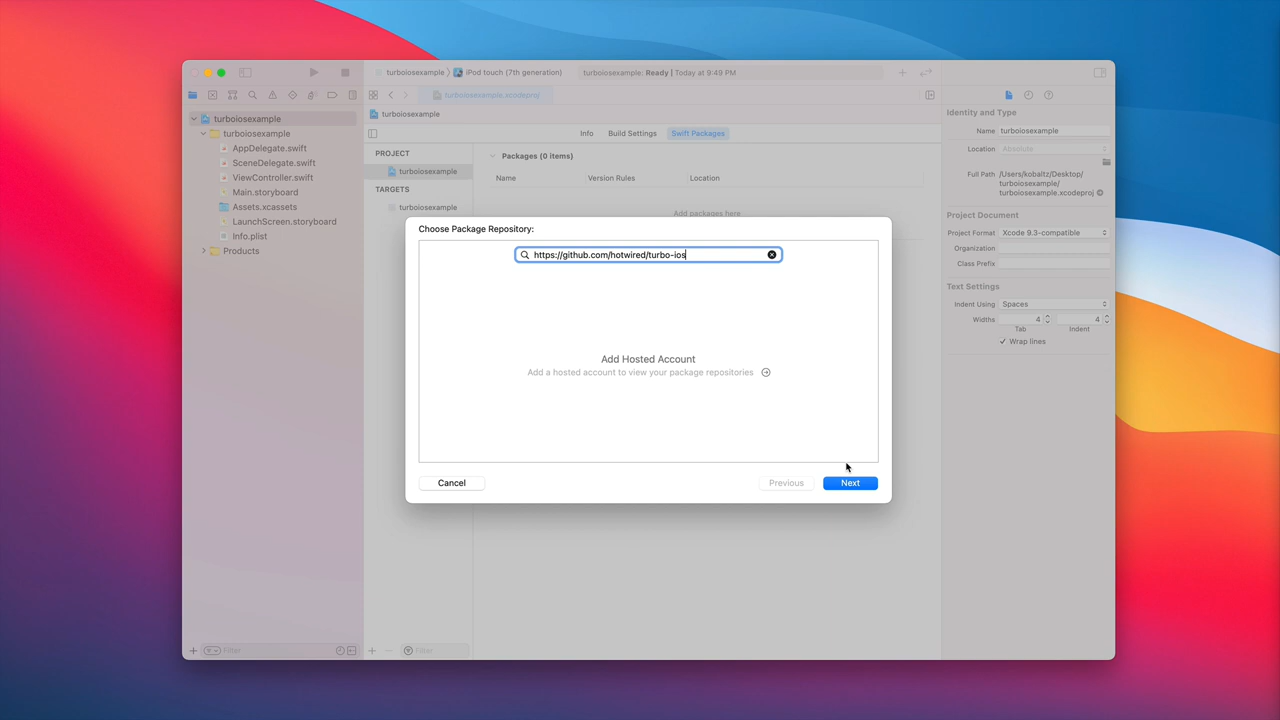 turboiosexample
iPod touch (7th generation)
turboiosexample: Ready | Today at 9:49 PM
turboiosexample
turboiosexample
AppDelegate.swift
SceneDelegate.swift
ViewController.swift
Main.storyboard
Assets.xcassets
LaunchScreen.storyboard
Info.plist
Products
Filter
turboiosexample.xcodeproj
turboiosexample
Info
Build Settings
Swift Packages
PROJECT
turboiosexample
TARGETS
turboiosexample
Packages (0 items)
Name
Version Rules
Location
Add packages here
Filter
Choose Package Repository:
https://github.com/hotwired/turbo-ios
Add Hosted Account
Add a hosted account to view your package repositories
Cancel
Previous
Next
Identity and Type
Name turboiosexample
Location Absolute
Full Path /Users/kobaltz/Desktop/
turboiosexample/
turboiosexample.xcodeproj
Project Document
Project Format Xcode 9.3-compatible
Organization
Class Prefix
Text Settings
Indent Using Spaces
Widths 4 4
Tab Indent
Wrap lines